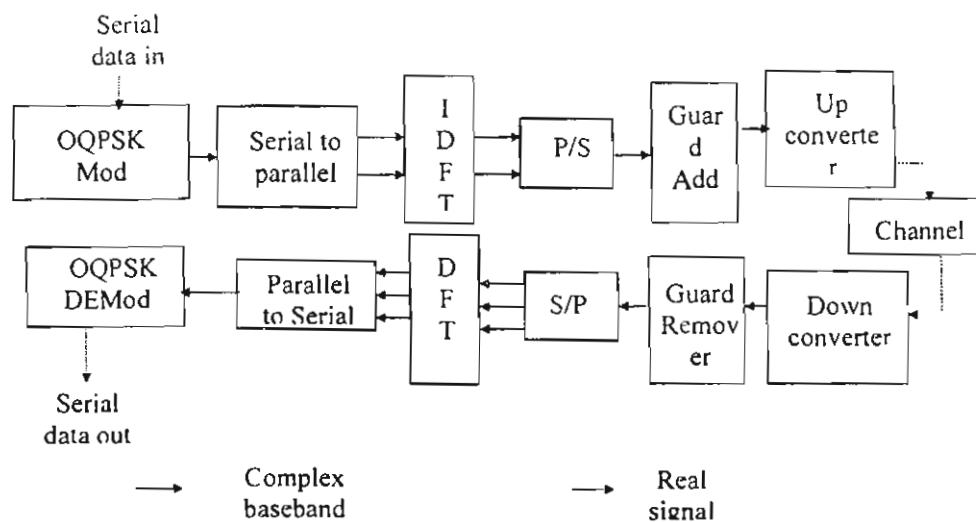 Serial
data in
OQPSK
Mod
Serial to
parallel
I
D
F
T
P/S
Guar
d
Add
Up
converte
r
Channel
OQPSK
DEMod
Parallel
to Serial
D
F
T
S/P
Guard
Remov
er
Down
converter
Serial
data out
Complex
baseband
Real
signal